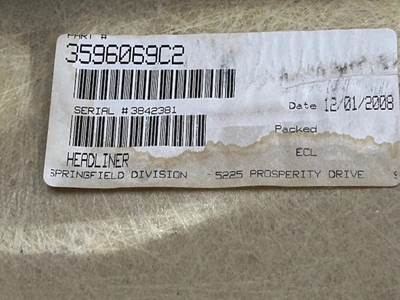 PART #
3596069C2
SERIAL #3842381
Date 12/01/2008
Packed
ECL
HEADLINER
SPRINGFIELD DIVISION - 5225 PROSPERITY DRIVE S